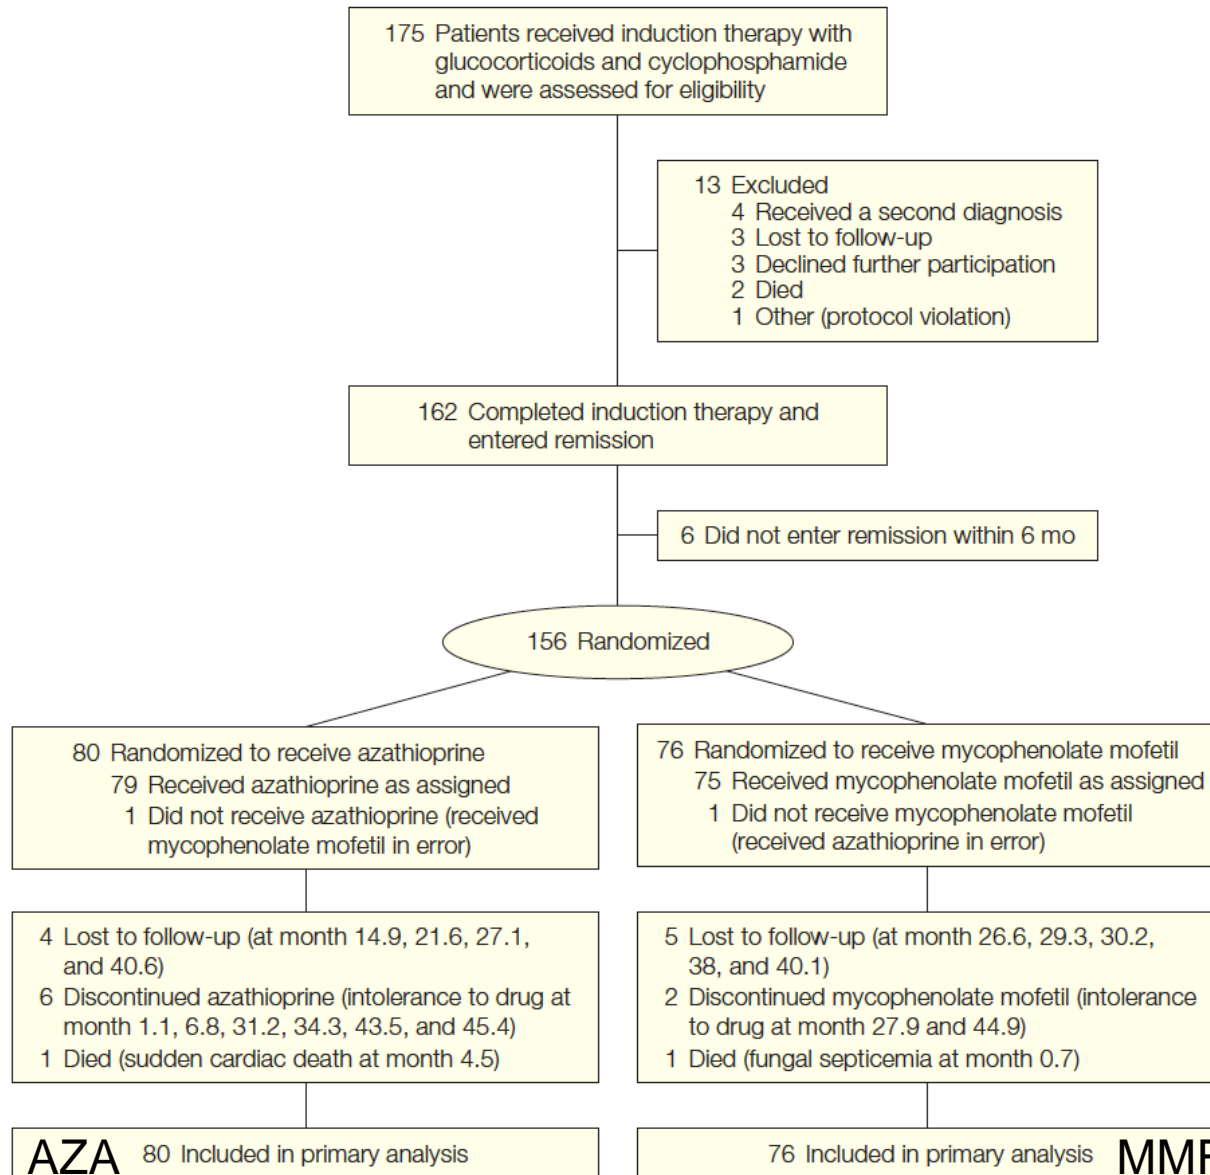 175 Patients received induction therapy with
glucocorticoids and cyclophosphamide
and were assessed for eligibility
13 Excluded
4 Received a second diagnosis
3 Lost to follow-up
3 Declined further participation
2 Died
1 Other (protocol violation)
162 Completed induction therapy and
entered remission
6 Did not enter remission within 6 mo
156 Randomized
80 Randomized to receive azathioprine
79 Received azathioprine as assigned
1 Did not receive azathioprine (received
mycophenolate mofetil in error)
76 Randomized to receive mycophenolate mofetil
75 Received mycophenolate mofetil as assigned
1 Did not receive mycophenolate mofetil
(received azathioprine in error)
4 Lost to follow-up (at month 14.9, 21.6, 27.1,
and 40.6)
6 Discontinued azathioprine (intolerance to drug at
month 1.1, 6.8, 31.2, 34.3, 43.5, and 45.4)
1 Died (sudden cardiac death at month 4.5)
5 Lost to follow-up (at month 26.6, 29.3, 30.2,
38, and 40.1)
2 Discontinued mycophenolate mofetil (intolerance
to drug at month 27.9 and 44.9)
1 Died (fungal septicemia at month 0.7)
AZA 80 Included in primary analysis
76 Included in primary analysis MMF